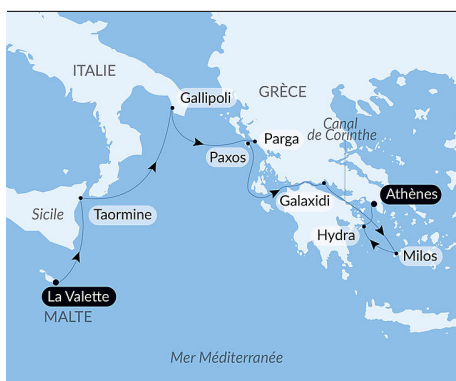 ITALIE
Gallipoli
GRÈCE
Canal
de Corinthe
Parga
Paxos
Athènes
Galaxidi
Sicile
Taormine
Hydra
Milos
La Valette
MALTE
Mer Méditerranée